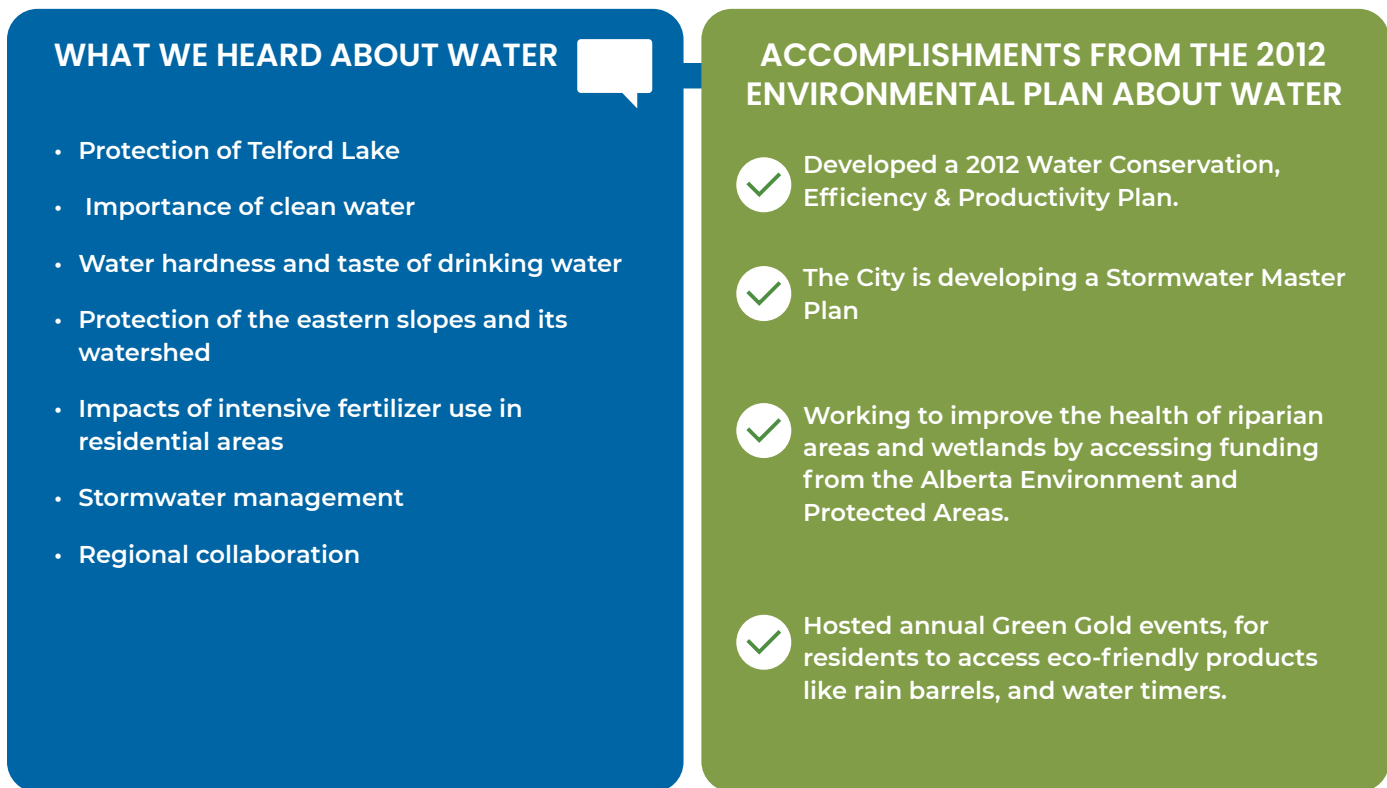 WHAT WE HEARD ABOUT WATER
• Protection of Telford Lake
• Importance of clean water
• Water hardness and taste of drinking water
• Protection of the eastern slopes and its
watershed
• Impacts of intensive fertilizer use in
residential areas
• Stormwater management
• Regional collaboration
ACCOMPLISHMENTS FROM THE 2012
ENVIRONMENTAL PLAN ABOUT WATER
Developed a 2012 Water Conservation,
Efficiency & Productivity Plan.
The City is developing a Stormwater Master
Plan
Working to improve the health of riparian
areas and wetlands by accessing funding
from the Alberta Environment and
Protected Areas.
Hosted annual Green Gold events, for
residents to access eco-friendly products
like rain barrels, and water timers.